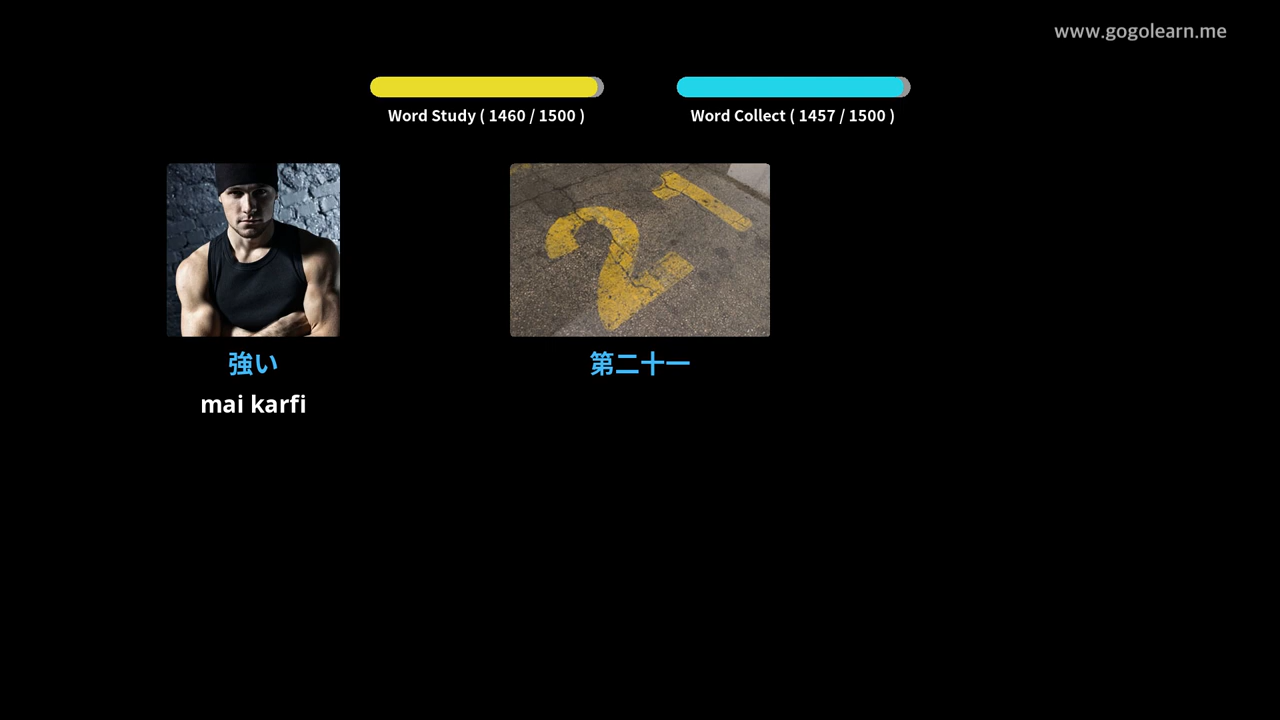 www.gogolearn.me
Word Study ( 1460 / 1500 )
Word Collect ( 1457 / 1500 )
21
強い
第二十一
mai karfi